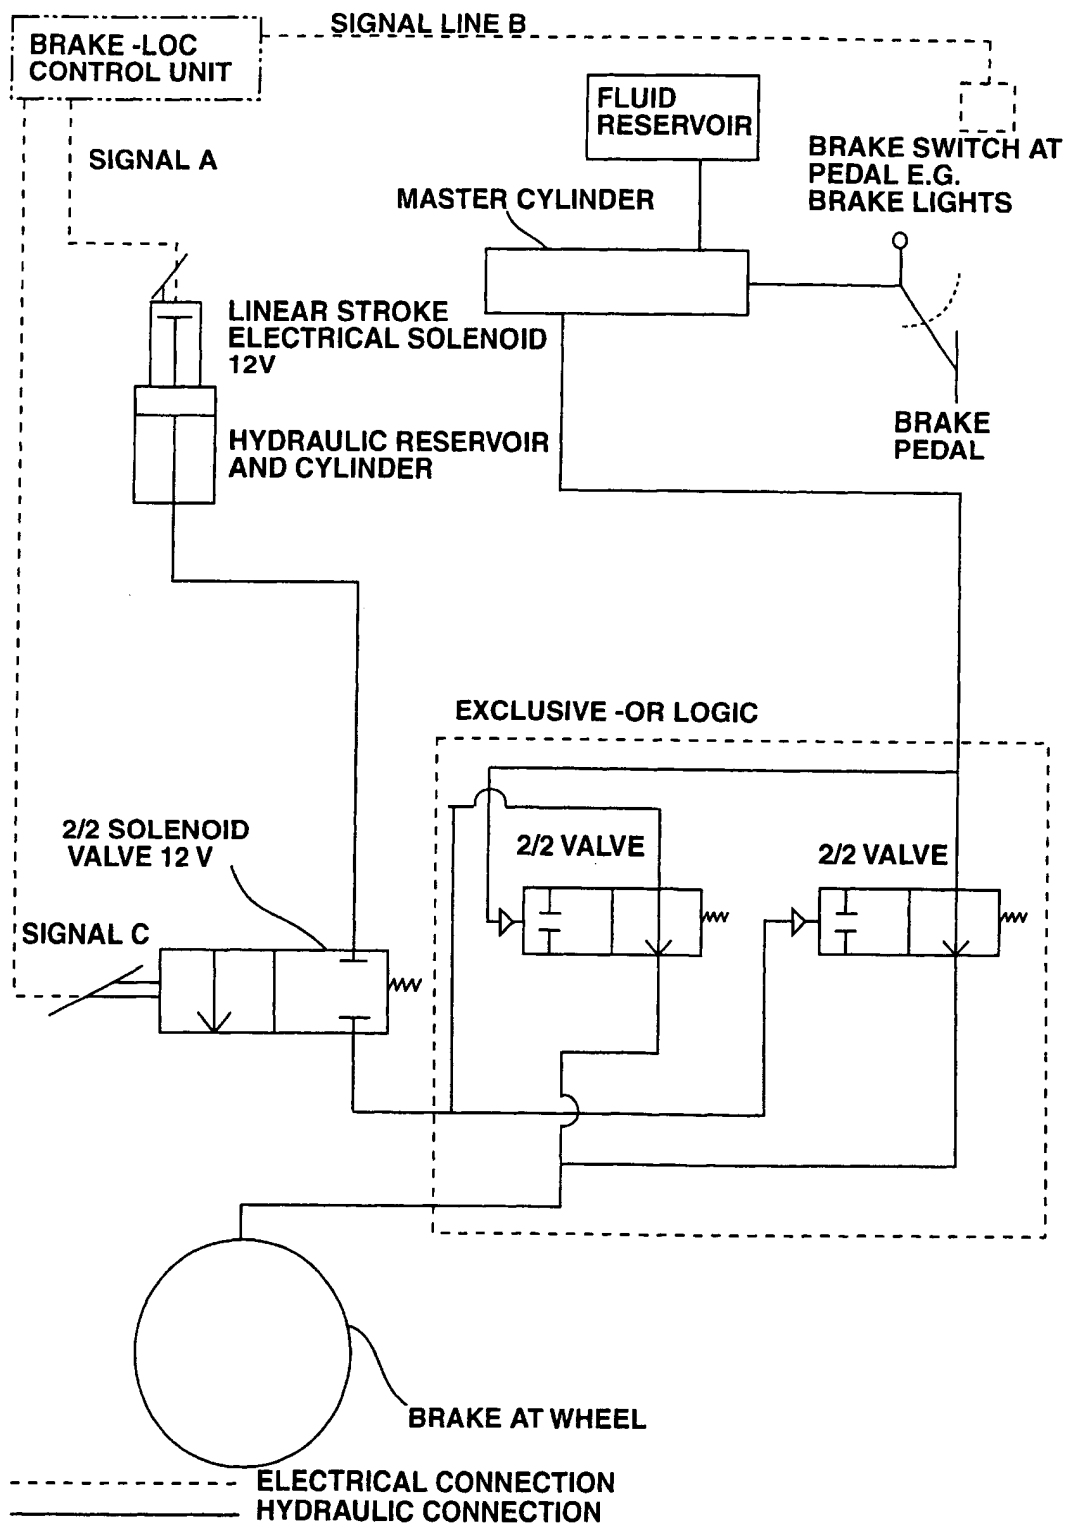 SIGNAL LINE B
BRAKE -LOC
CONTROL UNIT
FLUID
RESERVOIR
BRAKE SWITCH AT
PEDAL E.G.
BRAKE LIGHTS
SIGNAL A
MASTER CYLINDER
LINEAR STROKE
ELECTRICAL SOLENOID
12V
BRAKE
PEDAL
HYDRAULIC RESERVOIR
AND CYLINDER
EXCLUSIVE -OR LOGIC
2/2 SOLENOID
VALVE 12 V
2/2 VALVE
2/2 VALVE
SIGNAL C
BRAKE AT WHEEL
ELECTRICAL CONNECTION
HYDRAULIC CONNECTION